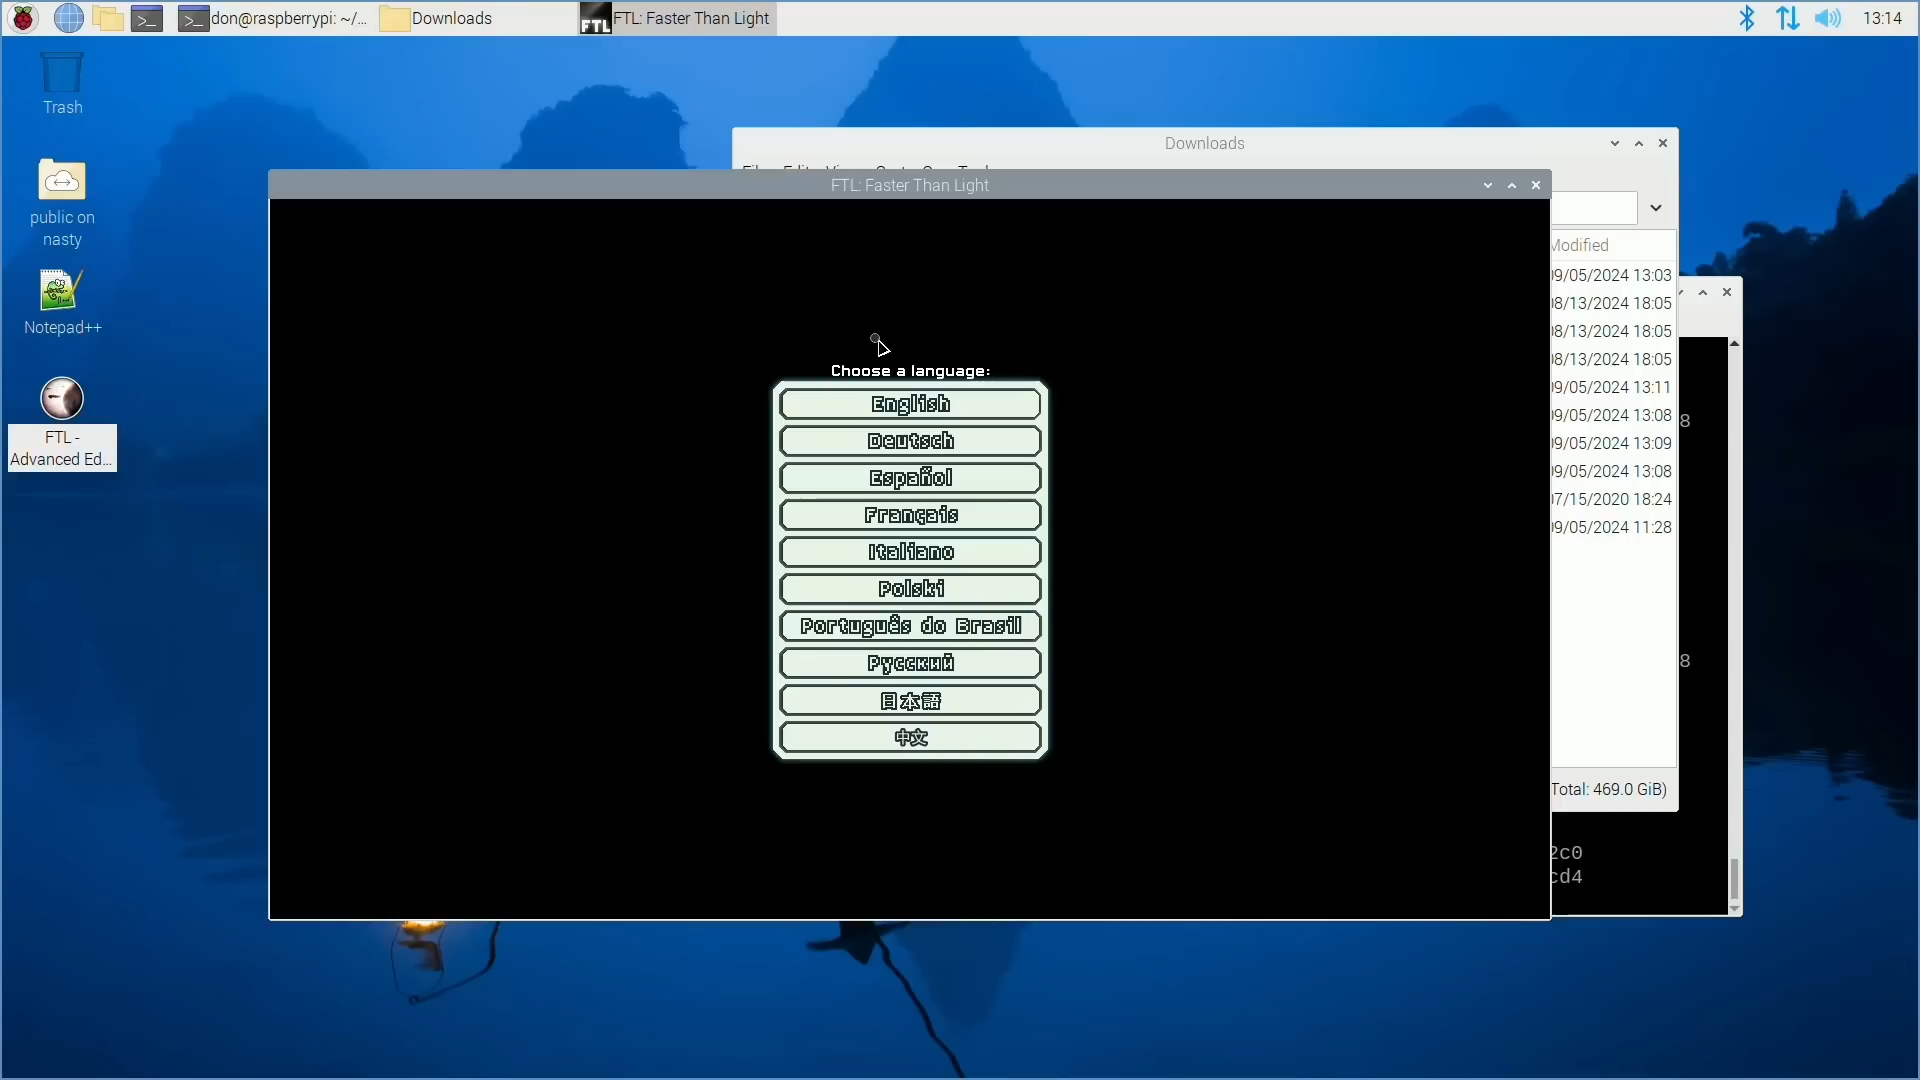 don@raspberrypi: ~/...
Downloads
FTL
FTL: Faster Than Light
13:14
Trash
public on
nasty
Notepad++
FTL -
Advanced Ed...
Downloads
FTL: Faster Than Light
Choose a language:
English
Deutsch
Español
Français
Italiano
Polski
Português do Brasil
Русский
日本語
中文
Modified
09/05/2024 13:03
08/13/2024 18:05
08/13/2024 18:05
08/13/2024 18:05
09/05/2024 13:11
09/05/2024 13:08
09/05/2024 13:09
09/05/2024 13:08
07/15/2020 18:24
09/05/2024 11:28
Total: 469.0 GiB)
8
8
2c0
cd4